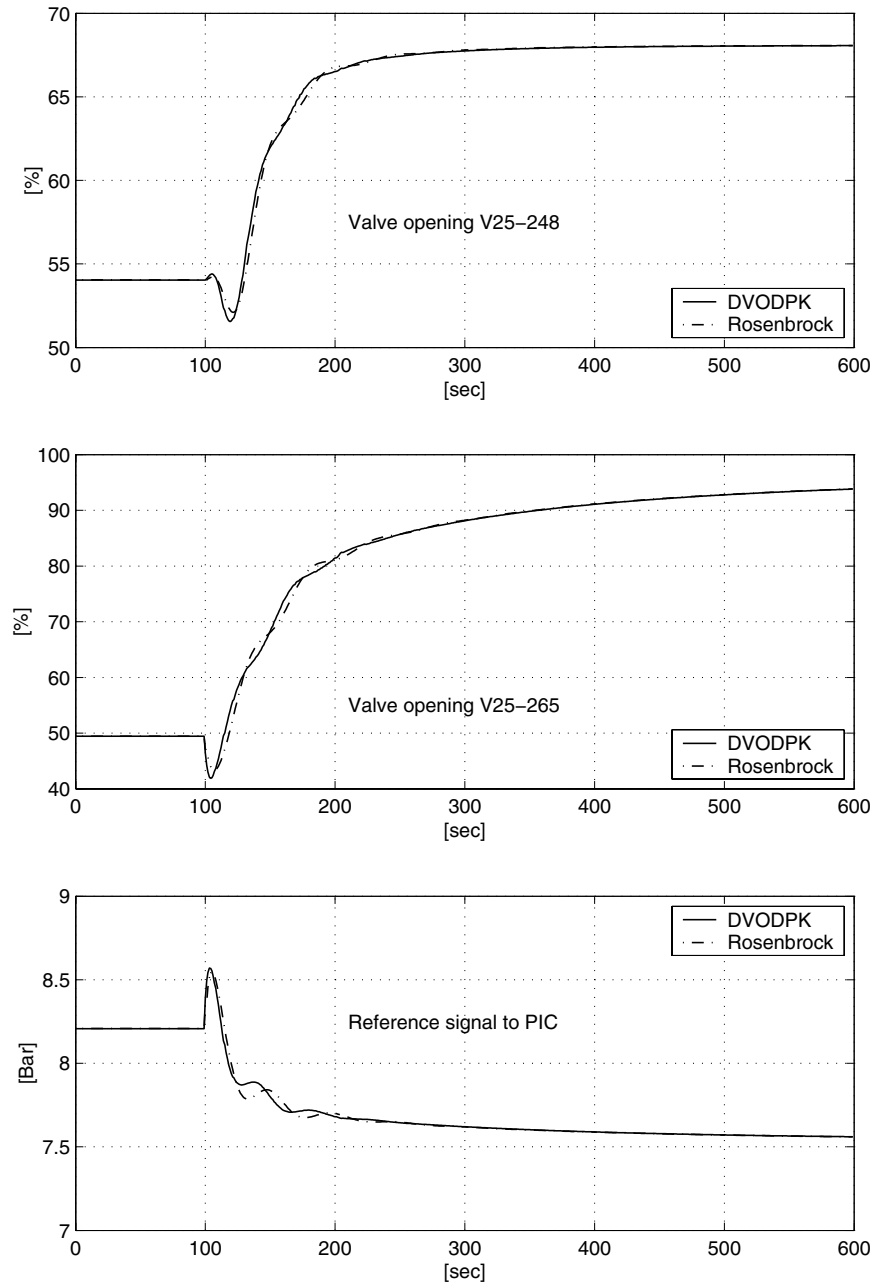 70
65
60
55
50
[%]
Valve opening V25−248
DVODPK
Rosenbrock
0 100 200 300 400 500 600
[sec]
100
90
80
70
60
50
40
[%]
Valve opening V25−265
DVODPK
Rosenbrock
0 100 200 300 400 500 600
[sec]
9
8.5
8
7.5
7
[Bar]
DVODPK
Rosenbrock
Reference signal to PIC
0 100 200 300 400 500 600
[sec]